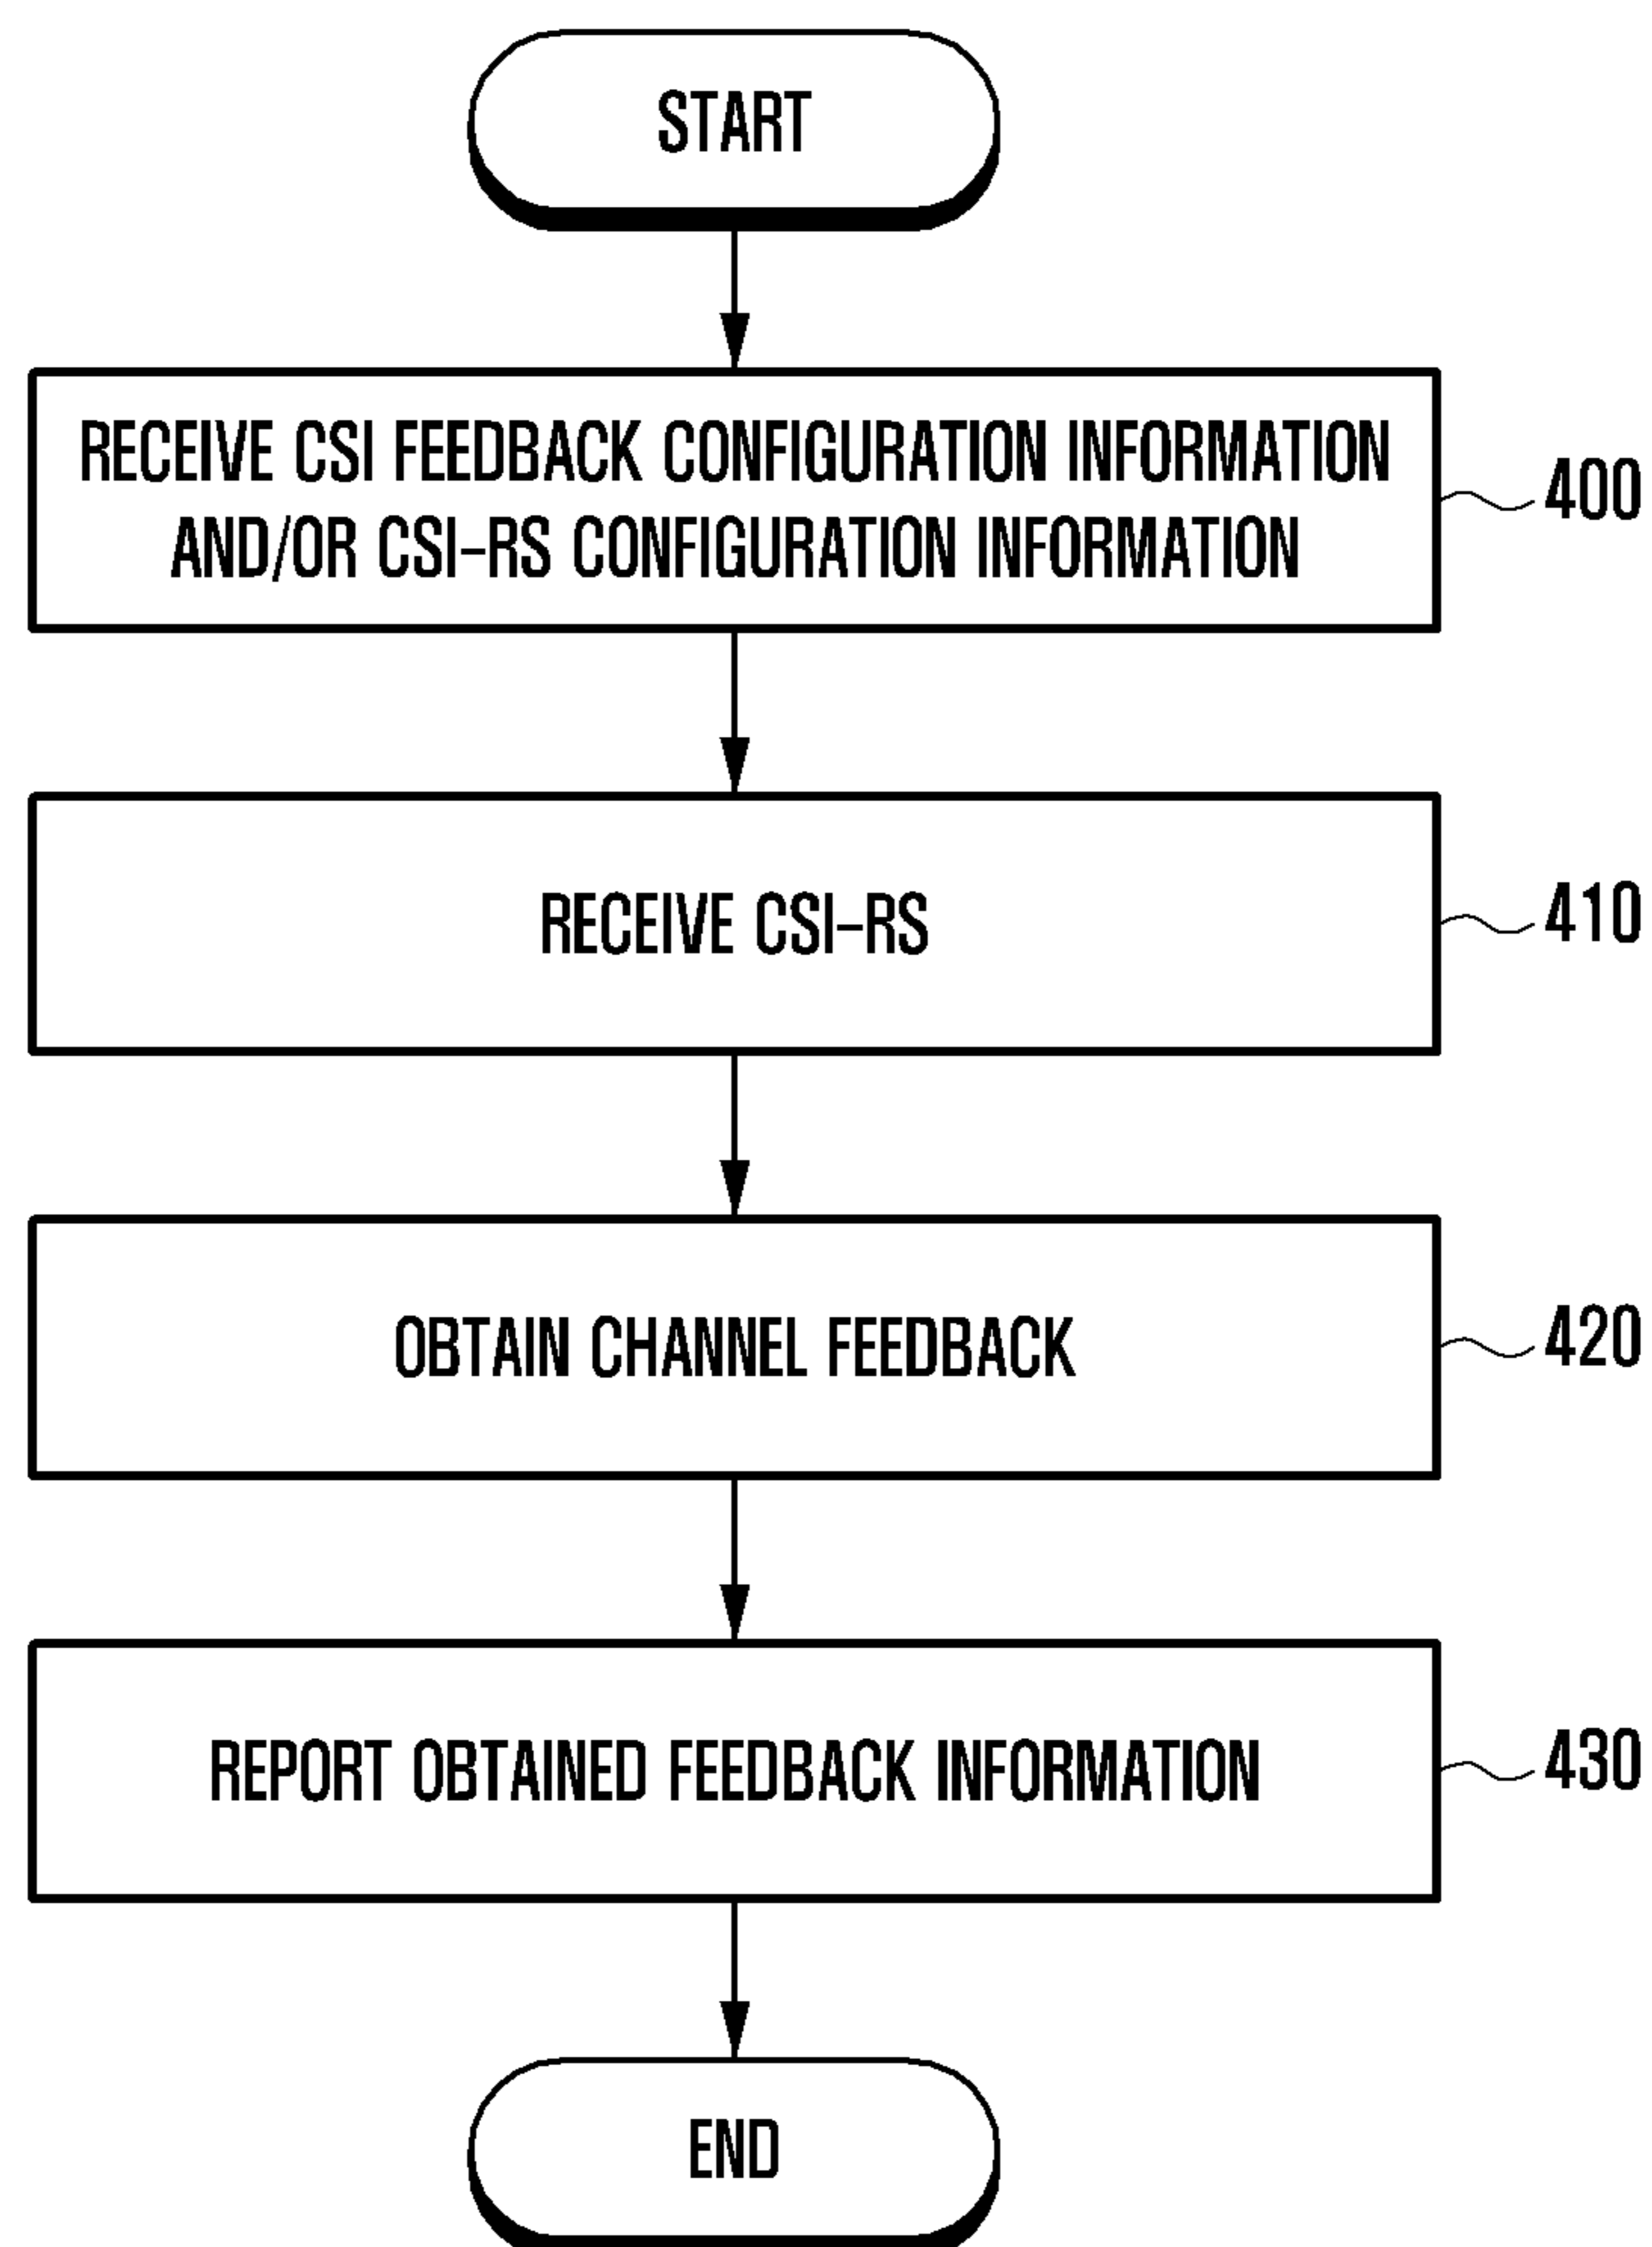 START
RECEIVE CSI FEEDBACK CONFIGURATION INFORMATION
AND/OR CSI-RS CONFIGURATION INFORMATION
400
RECEIVE CSI-RS
410
OBTAIN CHANNEL FEEDBACK
420
REPORT OBTAINED FEEDBACK INFORMATION
430
END